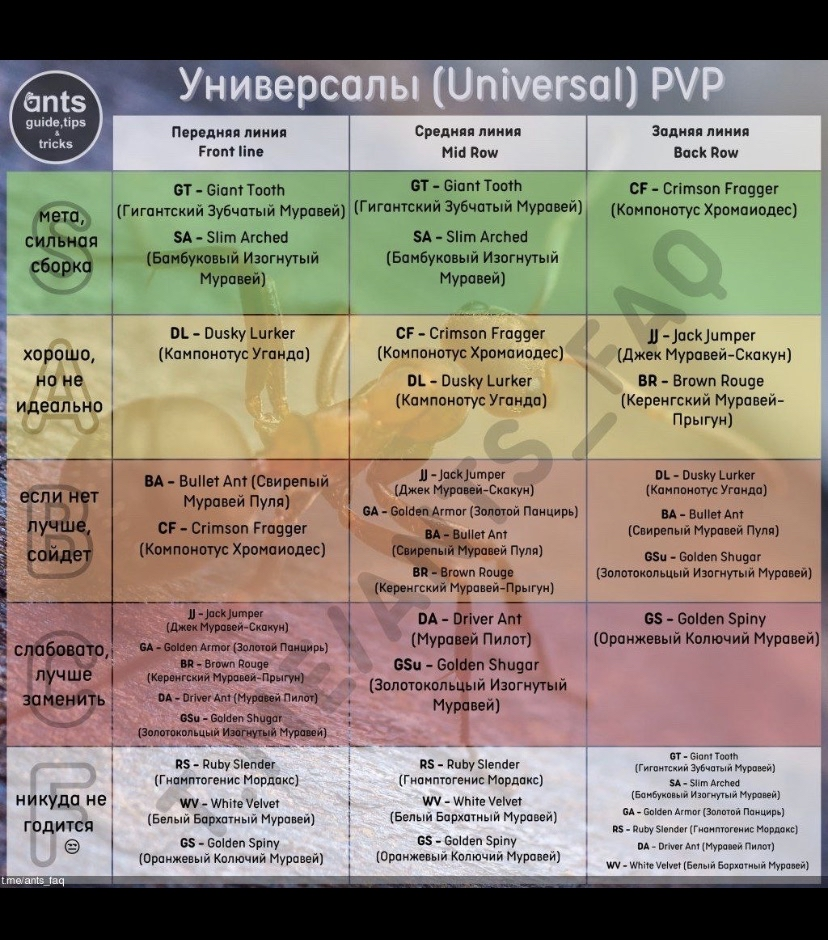 Универсалы (Universal) PVP
ants
guide,tips
&
tricks
Передняя линия
Front line
Средняя линия
Mid Row
Задняя линия
Back Row
S
мета,
сильная
сборка
GT - Giant Tooth
(Гигантский Зубчатый Муравей)
SA - Slim Arched
(Бамбуковый Изогнутый
Муравей)
GT - Giant Tooth
(Гигантский Зубчатый Муравей)
SA - Slim Arched
(Бамбуковый Изогнутый
Муравей)
CF - Crimson Fragger
(Компонотус Хромаиодес)
A
хорошо,
но не
идеально
DL - Dusky Lurker
(Кампонотус Уганда)
CF - Crimson Fragger
(Компонотус Хромаиодес)
DL - Dusky Lurker
(Кампонотус Уганда)
JJ - Jack Jumper
(Джек Муравей-Скакун)
BR - Brown Rouge
(Керенгский Муравей-
Прыгун)
B
если нет
лучше,
сойдет
BA - Bullet Ant (Свирепый
Муравей Пуля)
CF - Crimson Fragger
(Компонотус Хромаиодес)
JJ - Jack Jumper
(Джек Муравей-Скакун)
GA - Golden Armor (Золотой Панцирь)
BA - Bullet Ant
(Свирепый Муравей Пуля)
BR - Brown Rouge
(Керенгский Муравей-Прыгун)
DL - Dusky Lurker
(Кампонотус Уганда)
BA - Bullet Ant
(Свирепый Муравей Пуля)
GSu - Golden Shugar
(Золотокольцый Изогнутый Муравей)
C
слабовато,
лучше
заменить
JJ - Jack Jumper
(Джек Муравей-Скакун)
GA - Golden Armor (Золотой Панцирь)
BR - Brown Rouge
(Керенгский Муравей-Прыгун)
DA - Driver Ant (Муравей Пилот)
GSu - Golden Shugar
(Золотокольцый Изогнутый Муравей)
DA - Driver Ant
(Муравей Пилот)
GSu - Golden Shugar
(Золотокольцый Изогнутый
Муравей)
GS - Golden Spiny
(Оранжевый Колючий Муравей)
F
никуда не
годится
😒
RS - Ruby Slender
(Гнамптогенис Мордакс)
WV - White Velvet
(Белый Бархатный Муравей)
GS - Golden Spiny
(Оранжевый Колючий Муравей)
RS - Ruby Slender
(Гнамптогенис Мордакс)
WV - White Velvet
(Белый Бархатный Муравей)
GS - Golden Spiny
(Оранжевый Колючий Муравей)
GT - Giant Tooth
(Гигантский Зубчатый Муравей)
SA - Slim Arched
(Бамбуковый Изогнутый Муравей)
GA - Golden Armor (Золотой Панцирь)
RS - Ruby Slender (Гнамптогенис Мордакс)
DA - Driver Ant (Муравей Пилот)
WV - White Velvet (Белый Бархатный Муравей)
T.ME/ANTS_FAQ
t.me/ants_faq